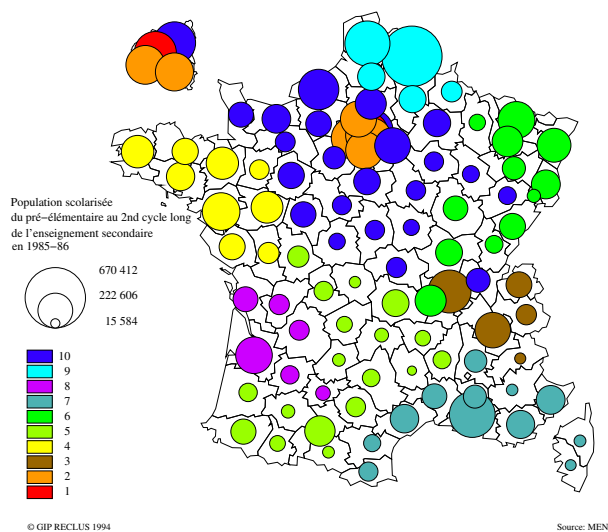 Population scolarisée
du pré−élémentaire au 2nd cycle long
de l'enseignement secondaire
en 1985−86
670 412
222 606
15 584
10
9
8
7
6
5
4
3
2
1
© GIP RECLUS 1994
Source: MEN